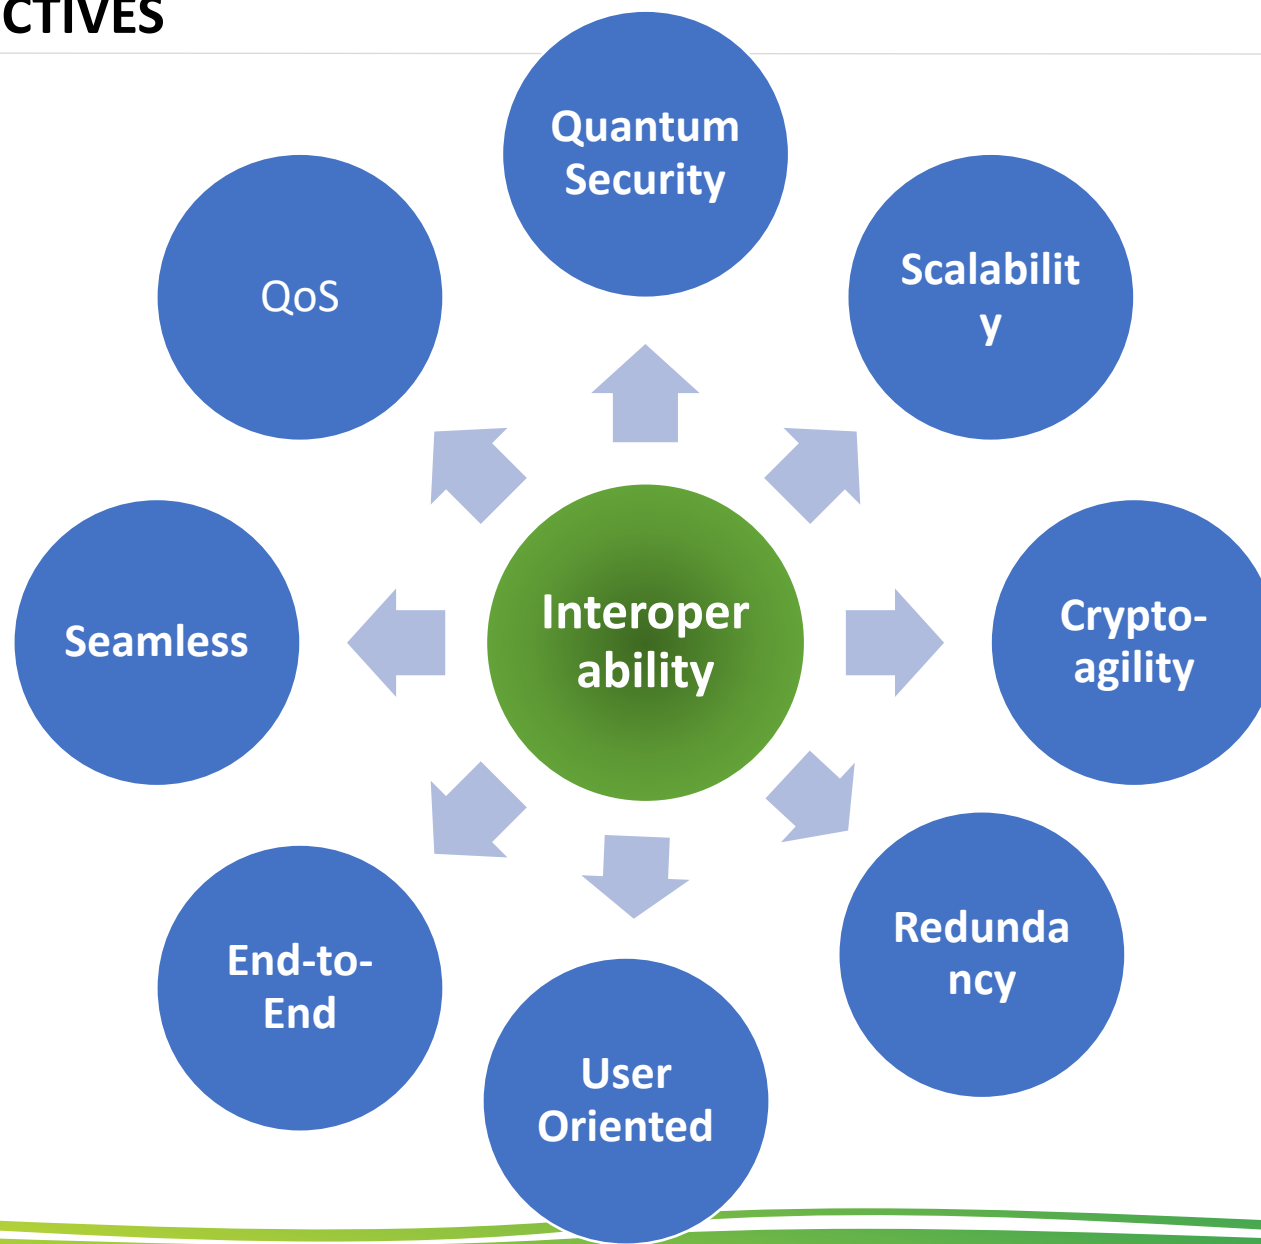 CTIVES
Quantum
Security
Scalabilit
y
Crypto-
agility
Redunda
ncy
User
Oriented
End-to-
End
Seamless
QoS
Interoper
ability